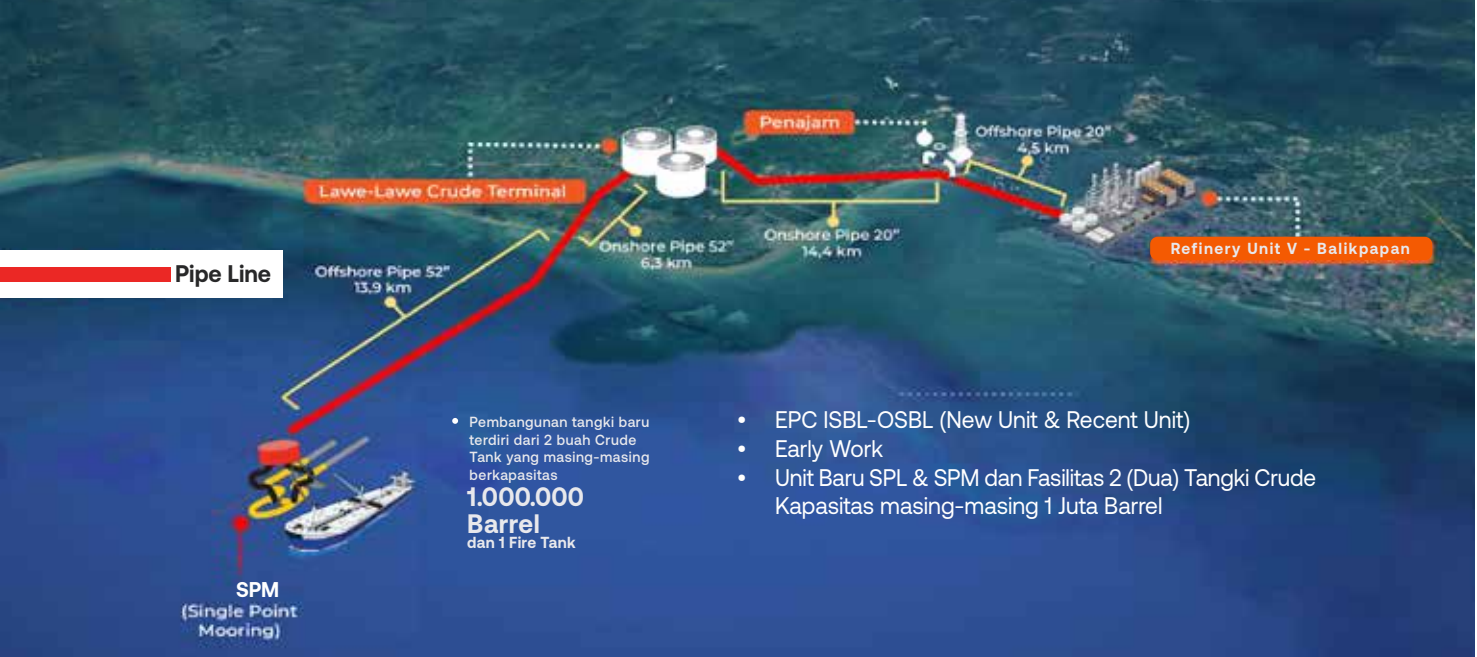 Penajam
Offshore Pipe 20"
4,5 km
Lawe-Lawe Crude Terminal
Onshore Pipe 52"
6,3 km
Onshore Pipe 20"
14,4 km
Refinery Unit V - Balikpapan
Pipe Line
Offshore Pipe 52"
13,9 km
• Pembangunan tangki baru
terdiri dari 2 buah Crude
Tank yang masing-masing
berkapasitas
1.000.000
Barrel
dan 1 Fire Tank
• EPC ISBL-OSBL (New Unit & Recent Unit)
• Early Work
• Unit Baru SPL & SPM dan Fasilitas 2 (Dua) Tangki Crude
Kapasitas masing-masing 1 Juta Barrel
SPM
(Single Point
Mooring)